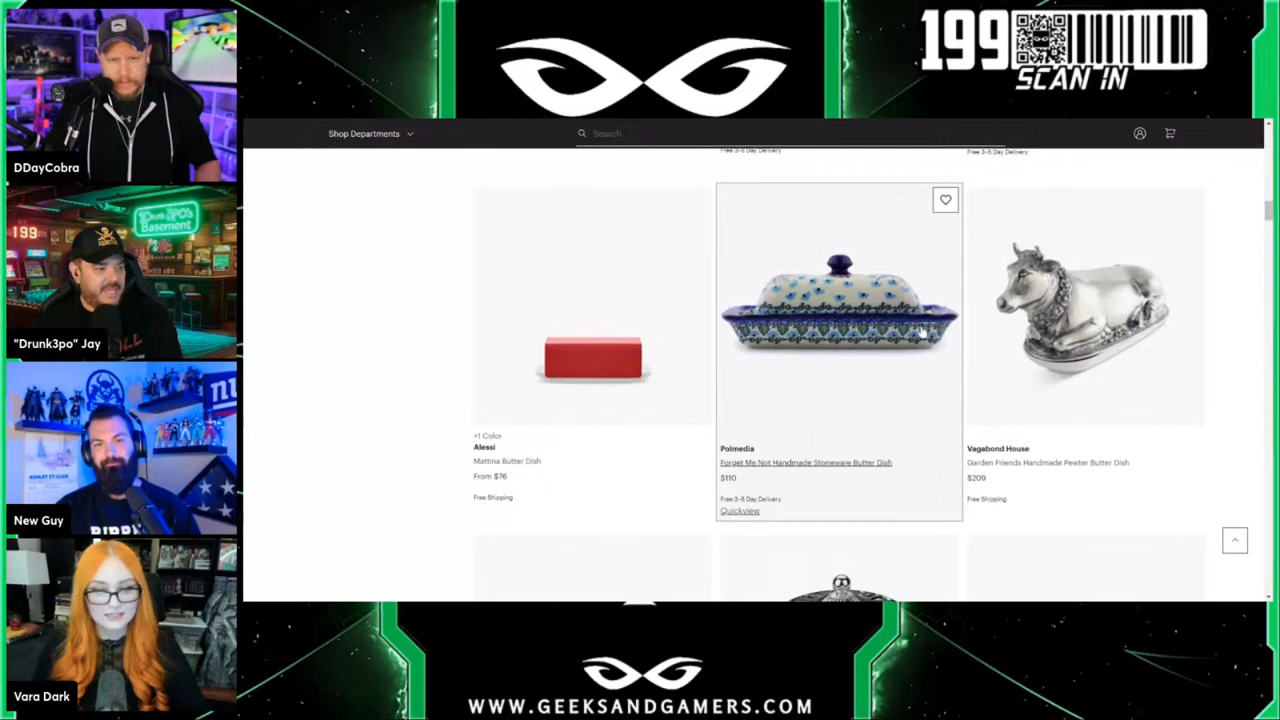 199
SCAN IN
DDayCobra
199
Drunk3PO's
Basement
"Drunk3po" Jay
New Guy
Vara Dark
Shop Departments
Search
Free 3-5 Day Delivery
Free 3-5 Day Delivery
+1 Color
Alessi
Mattina Butter Dish
From $76
Free Shipping
Polmedia
Forget Me Not Handmade Stoneware Butter Dish
$110
Free 3-5 Day Delivery
Quickview
Vagabond House
Garden Friends Handmade Pewter Butter Dish
$209
Free Shipping
WWW.GEEKSANDGAMERS.COM